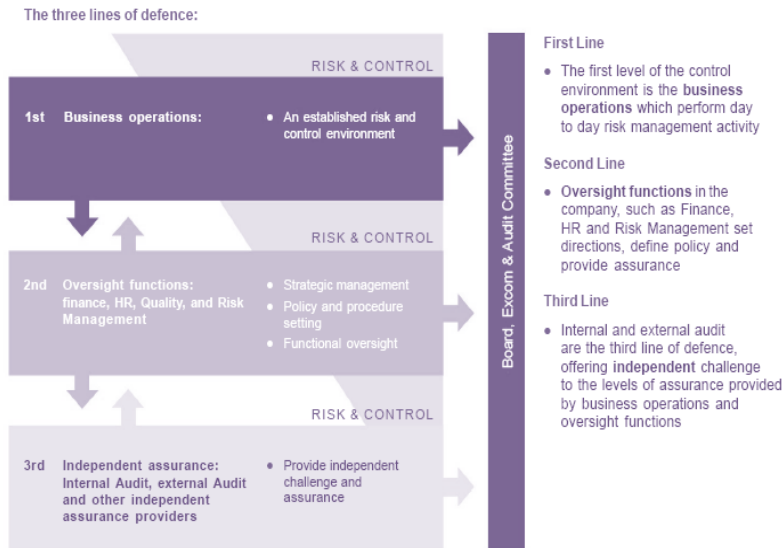 The three lines of defence:
RISK & CONTROL
1st Business operations:
• An established risk and
control environment
RISK & CONTROL
2nd Oversight functions:
finance, HR, Quality, and Risk
Management
• Strategic management
• Policy and procedure
setting
• Functional oversight
RISK & CONTROL
3rd Independent assurance:
Internal Audit, external Audit
and other independent
assurance providers
• Provide independent
challenge and
assurance
Board, Excom & Audit Committee
First Line
• The first level of the control
environment is the business
operations which perform day
to day risk management activity
Second Line
• Oversight functions in the
company, such as Finance,
HR and Risk Management set
directions, define policy and
provide assurance
Third Line
• Internal and external audit
are the third line of defence,
offering independent challenge
to the levels of assurance provided
by business operations and
oversight functions